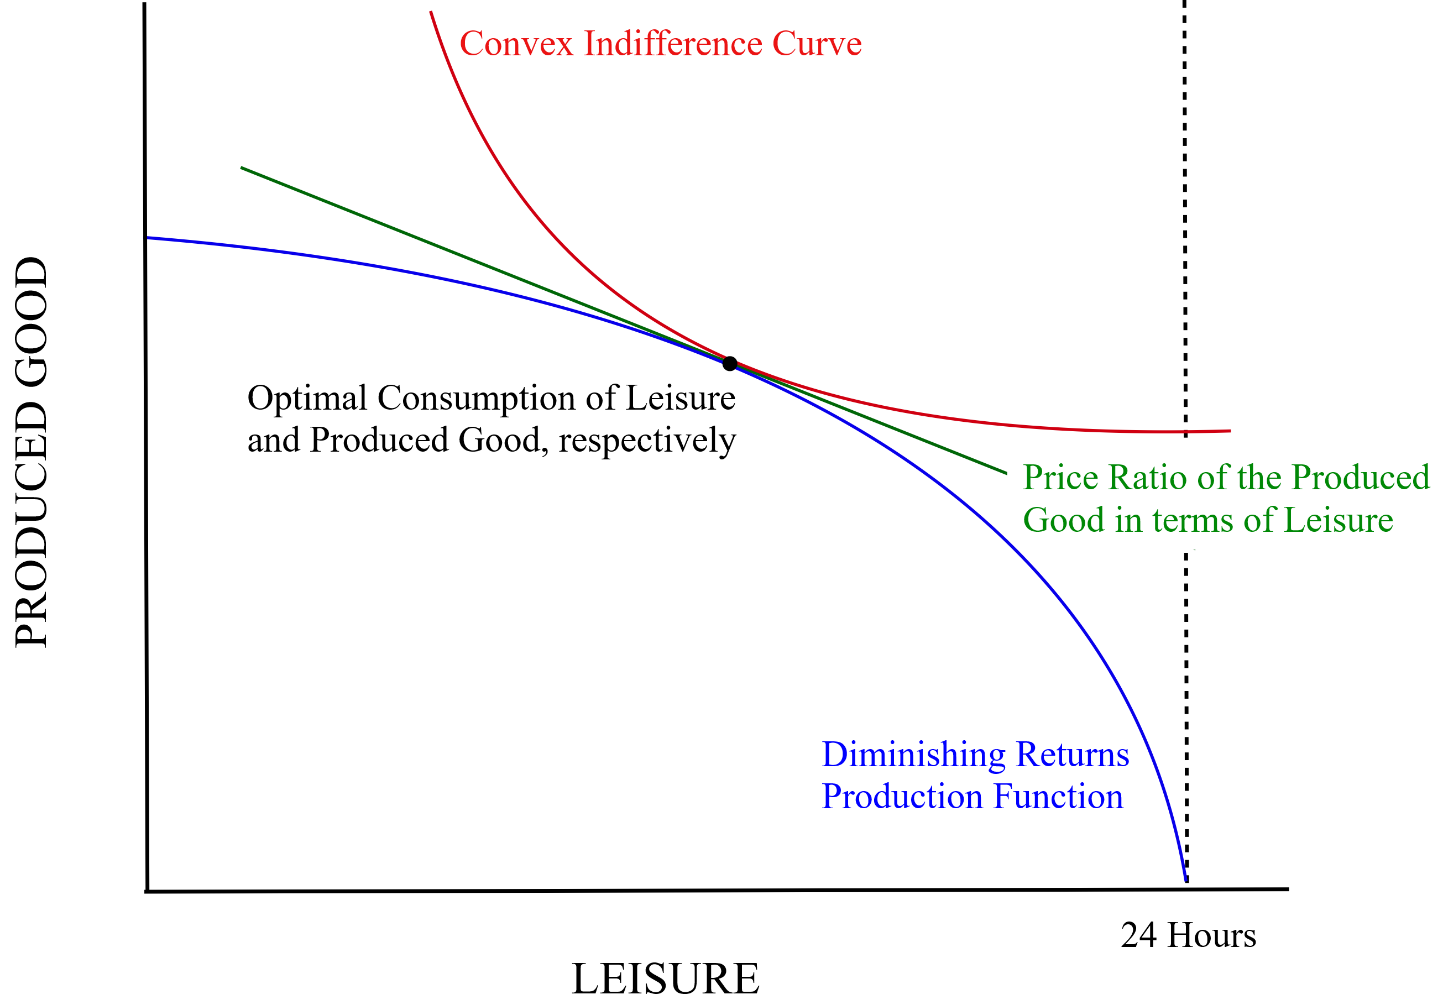 Convex Indifference Curve
PRODUCED GOOD
Optimal Consumption of Leisure
and Produced Good, respectively
Price Ratio of the Produced
Good in terms of Leisure
Diminishing Returns
Production Function
24 Hours
LEISURE